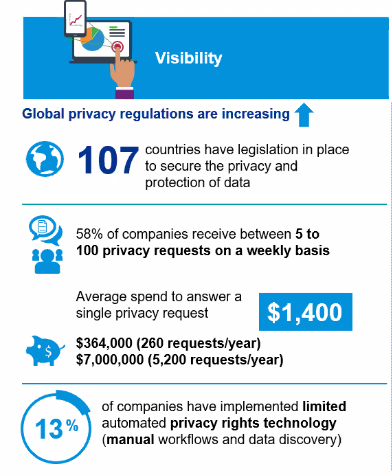 Visibility
Global privacy regulations are increasing
107 countries have legislation in place
to secure the privacy and
protection of data
58% of companies receive between 5 to
100 privacy requests on a weekly basis
Average spend to answer a
single privacy request
$1,400
$364,000 (260 requests/year)
$7,000,000 (5,200 requests/year)
13%
of companies have implemented limited
automated privacy rights technology
(manual workflows and data discovery)